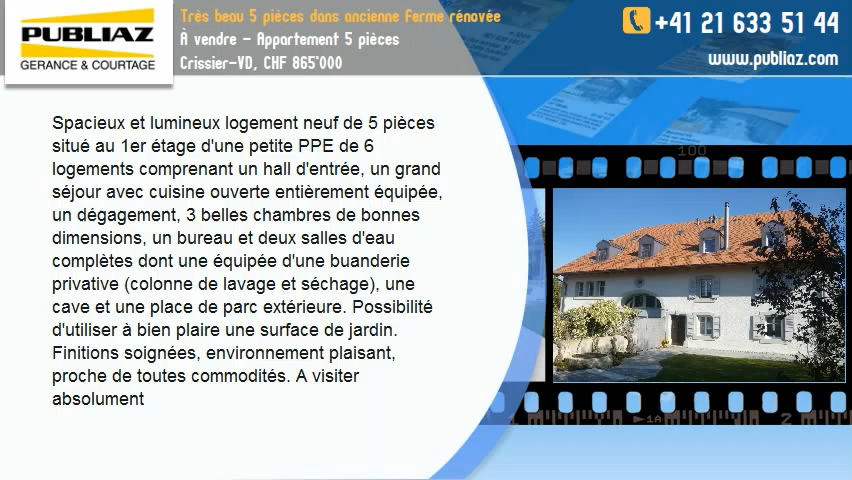 PUBLIAZ
GERANCE & COURTAGE
Très beau 5 pièces dans ancienne ferme rénovée
À vendre - Appartement 5 pièces
Crissier-VD, CHF 865'000
+41 21 633 51 44
www.publiaz.com
Spacieux et lumineux logement neuf de 5 pièces
situé au 1er étage d'une petite PPE de 6
logements comprenant un hall d'entrée, un grand
séjour avec cuisine ouverte entièrement équipée,
un dégagement, 3 belles chambres de bonnes
dimensions, un bureau et deux salles d'eau
complètes dont une équipée d'une buanderie
privative (colonne de lavage et séchage), une
cave et une place de parc extérieure. Possibilité
d'utiliser à bien plaire une surface de jardin.
Finitions soignées, environnement plaisant,
proche de toutes commodités. A visiter
absolument
100
1
1A
2